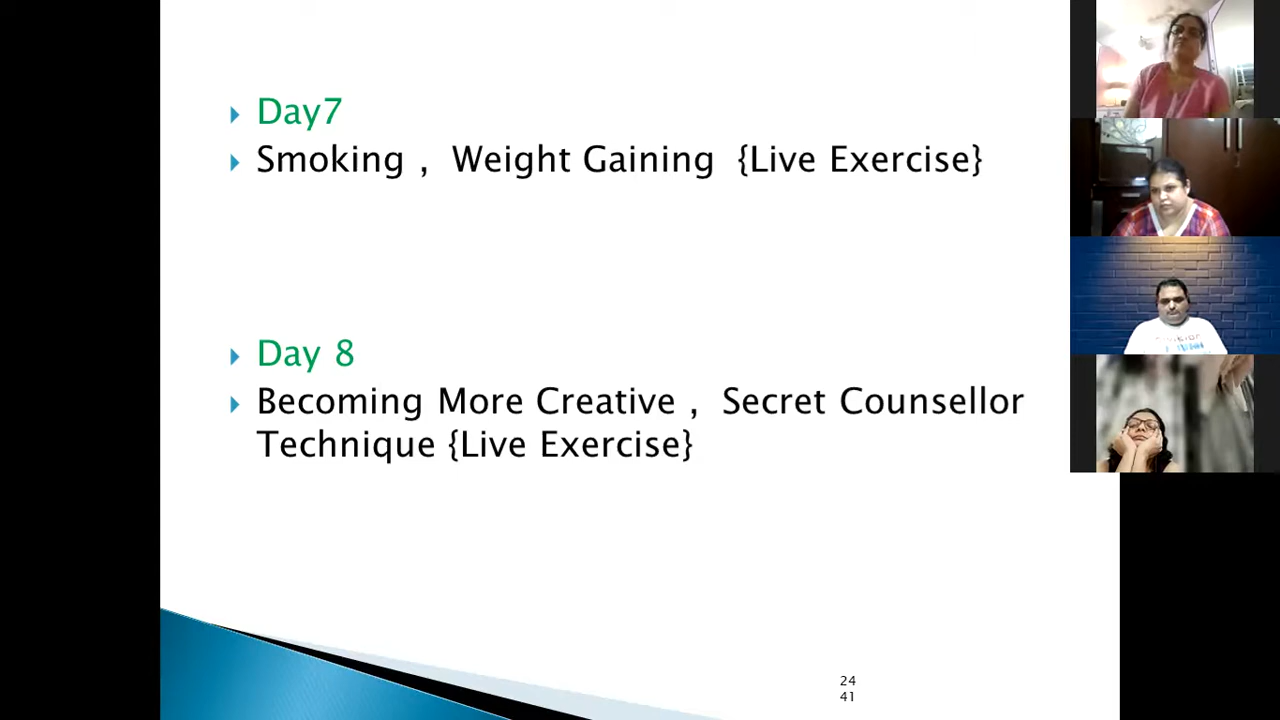 Day7
Smoking , Weight Gaining {Live Exercise}
Day 8
Becoming More Creative , Secret Counsellor
Technique {Live Exercise}
24
41